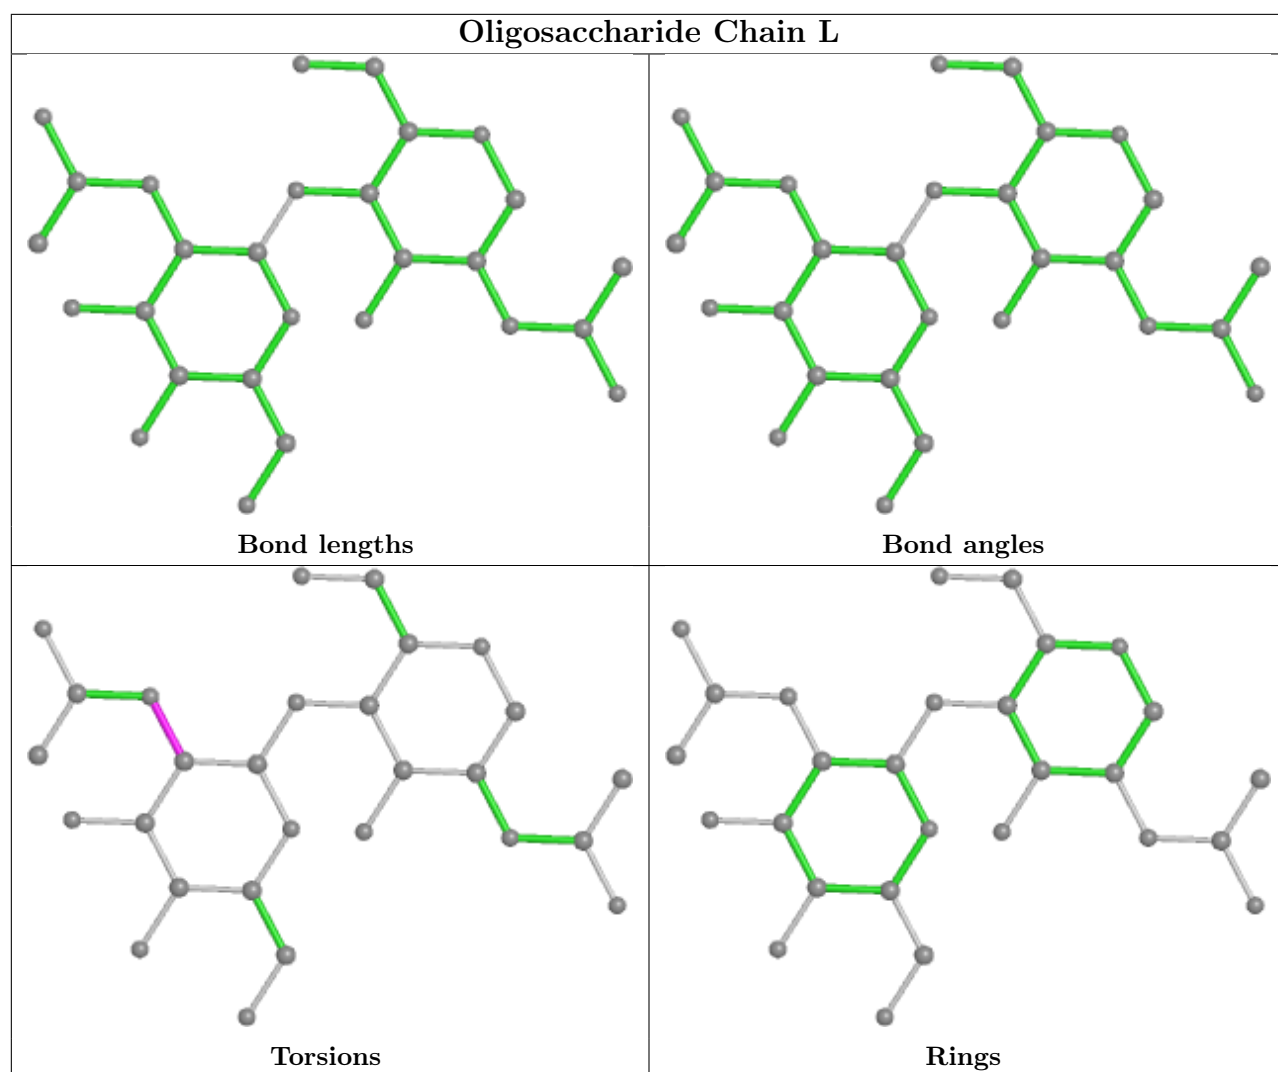 Oligosaccharide Chain L
Bond lengths
Bond angles
Torsions
Rings